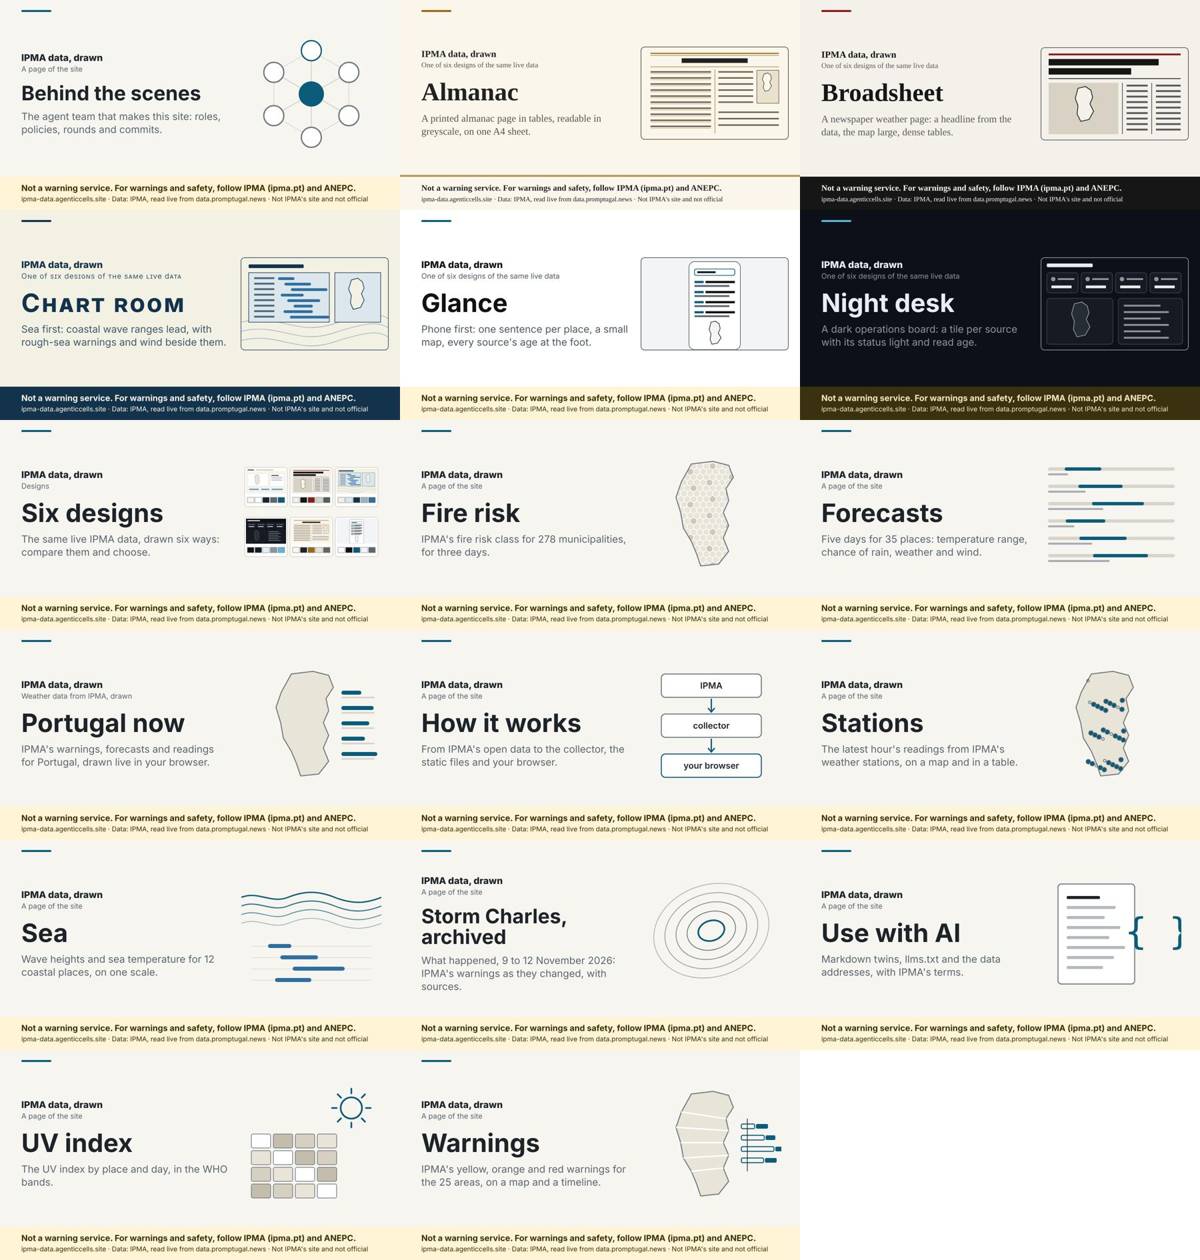 IPMA data, drawn
A page of the site
Behind the scenes
The agent team that makes this site: roles,
policies, rounds and commits.
Not a warning service. For warnings and safety, follow IPMA (ipma.pt) and ANEPC.
ipma-data.agenticcells.site · Data: IPMA, read live from data.promptugal.news · Not IPMA's site and not official
IPMA data, drawn
One of six designs of the same live data
Almanac
A printed almanac page in tables, readable in
greyscale, on one A4 sheet.
Not a warning service. For warnings and safety, follow IPMA (ipma.pt) and ANEPC.
ipma-data.agenticcells.site · Data: IPMA, read live from data.promptugal.news · Not IPMA's site and not official
IPMA data, drawn
One of six designs of the same live data
Broadsheet
A newspaper weather page: a headline from the
data, the map large, dense tables.
Not a warning service. For warnings and safety, follow IPMA (ipma.pt) and ANEPC.
ipma-data.agenticcells.site · Data: IPMA, read live from data.promptugal.news · Not IPMA's site and not official
IPMA data, drawn
One of six designs of the same live data
Chart room
Sea first: coastal wave ranges lead, with
rough-sea warnings and wind beside them.
Not a warning service. For warnings and safety, follow IPMA (ipma.pt) and ANEPC.
ipma-data.agenticcells.site · Data: IPMA, read live from data.promptugal.news · Not IPMA's site and not official
IPMA data, drawn
One of six designs of the same live data
Glance
Phone first: one sentence per place, a small
map, every source's age at the foot.
Not a warning service. For warnings and safety, follow IPMA (ipma.pt) and ANEPC.
ipma-data.agenticcells.site · Data: IPMA, read live from data.promptugal.news · Not IPMA's site and not official
IPMA data, drawn
One of six designs of the same live data
Night desk
A dark operations board: a tile per source
with its status light and read age.
Not a warning service. For warnings and safety, follow IPMA (ipma.pt) and ANEPC.
ipma-data.agenticcells.site · Data: IPMA, read live from data.promptugal.news · Not IPMA's site and not official
IPMA data, drawn
Designs
Six designs
The same live IPMA data, drawn six ways:
compare them and choose.
Not a warning service. For warnings and safety, follow IPMA (ipma.pt) and ANEPC.
ipma-data.agenticcells.site · Data: IPMA, read live from data.promptugal.news · Not IPMA's site and not official
IPMA data, drawn
A page of the site
Fire risk
IPMA's fire risk class for 278 municipalities,
for three days.
Not a warning service. For warnings and safety, follow IPMA (ipma.pt) and ANEPC.
ipma-data.agenticcells.site · Data: IPMA, read live from data.promptugal.news · Not IPMA's site and not official
IPMA data, drawn
A page of the site
Forecasts
Five days for 35 places: temperature range,
chance of rain, weather and wind.
Not a warning service. For warnings and safety, follow IPMA (ipma.pt) and ANEPC.
ipma-data.agenticcells.site · Data: IPMA, read live from data.promptugal.news · Not IPMA's site and not official
IPMA data, drawn
Weather data from IPMA, drawn
Portugal now
IPMA's warnings, forecasts and readings
for Portugal, drawn live in your browser.
Not a warning service. For warnings and safety, follow IPMA (ipma.pt) and ANEPC.
ipma-data.agenticcells.site · Data: IPMA, read live from data.promptugal.news · Not IPMA's site and not official
IPMA data, drawn
A page of the site
How it works
From IPMA's open data to the collector, the
static files and your browser.
IPMA
collector
your browser
Not a warning service. For warnings and safety, follow IPMA (ipma.pt) and ANEPC.
ipma-data.agenticcells.site · Data: IPMA, read live from data.promptugal.news · Not IPMA's site and not official
IPMA data, drawn
A page of the site
Stations
The latest hour's readings from IPMA's
weather stations, on a map and in a table.
Not a warning service. For warnings and safety, follow IPMA (ipma.pt) and ANEPC.
ipma-data.agenticcells.site · Data: IPMA, read live from data.promptugal.news · Not IPMA's site and not official
IPMA data, drawn
A page of the site
Sea
Wave heights and sea temperature for 12
coastal places, on one scale.
Not a warning service. For warnings and safety, follow IPMA (ipma.pt) and ANEPC.
ipma-data.agenticcells.site · Data: IPMA, read live from data.promptugal.news · Not IPMA's site and not official
IPMA data, drawn
A page of the site
Storm Charles,
archived
What happened, 9 to 12 November 2026:
IPMA's warnings as they changed, with
sources.
Not a warning service. For warnings and safety, follow IPMA (ipma.pt) and ANEPC.
ipma-data.agenticcells.site · Data: IPMA, read live from data.promptugal.news · Not IPMA's site and not official
IPMA data, drawn
A page of the site
Use with AI
Markdown twins, llms.txt and the data
addresses, with IPMA's terms.
{ }
Not a warning service. For warnings and safety, follow IPMA (ipma.pt) and ANEPC.
ipma-data.agenticcells.site · Data: IPMA, read live from data.promptugal.news · Not IPMA's site and not official
IPMA data, drawn
A page of the site
UV index
The UV index by place and day, in the WHO
bands.
Not a warning service. For warnings and safety, follow IPMA (ipma.pt) and ANEPC.
ipma-data.agenticcells.site · Data: IPMA, read live from data.promptugal.news · Not IPMA's site and not official
IPMA data, drawn
A page of the site
Warnings
IPMA's yellow, orange and red warnings for
the 25 areas, on a map and a timeline.
Not a warning service. For warnings and safety, follow IPMA (ipma.pt) and ANEPC.
ipma-data.agenticcells.site · Data: IPMA, read live from data.promptugal.news · Not IPMA's site and not official